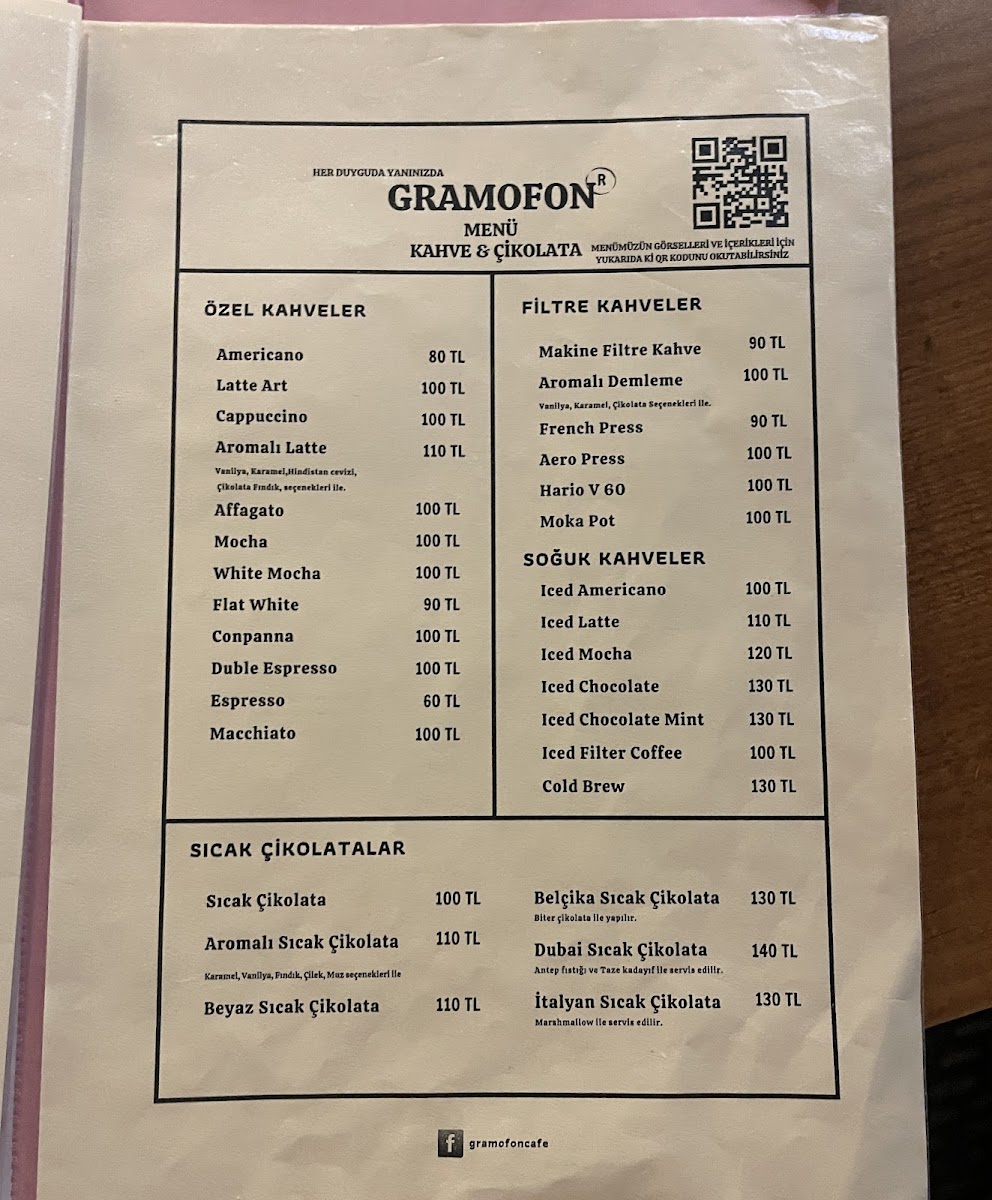 HER DUYGUDA YANINIZDA
GRAMOFON R
MENÜ
KAHVE & ÇİKOLATA
MENÜMÜZÜN GÖRSELLERİ VE İÇERİKLERİ İÇİN
YUKARIDA Kİ QR KODUNU OKUTABİLİRSİNİZ
ÖZEL KAHVELER
Americano 80 TL
Latte Art 100 TL
Cappuccino 100 TL
Aromalı Latte 110 TL
Vanilya, Karamel,Hindistan cevizi,
Çikolata Fındık, seçenekleri ile.
Affagato 100 TL
Mocha 100 TL
White Mocha 100 TL
Flat White 90 TL
Conpanna 100 TL
Duble Espresso 100 TL
Espresso 60 TL
Macchiato 100 TL
FİLTRE KAHVELER
Makine Filtre Kahve 90 TL
Aromalı Demleme 100 TL
Vanilya, Karamel, Çikolata Seçenekleri ile.
French Press 90 TL
Aero Press 100 TL
Hario V 60 100 TL
Moka Pot 100 TL
SOĞUK KAHVELER
Iced Americano 100 TL
Iced Latte 110 TL
Iced Mocha 120 TL
Iced Chocolate 130 TL
Iced Chocolate Mint 130 TL
Iced Filter Coffee 100 TL
Cold Brew 130 TL
SICAK ÇİKOLATALAR
Sıcak Çikolata 100 TL
Aromalı Sıcak Çikolata 110 TL
Karamel, Vanilya, Fındık, Çilek, Muz seçenekleri ile
Beyaz Sıcak Çikolata 110 TL
Belçika Sıcak Çikolata 130 TL
Biter çikolata ile yapılır.
Dubai Sıcak Çikolata 140 TL
Antep fıstığı ve Taze kadayıf ile servis edilir.
İtalyan Sıcak Çikolata 130 TL
Marshmallow ile servis edilir.
f gramofoncafe